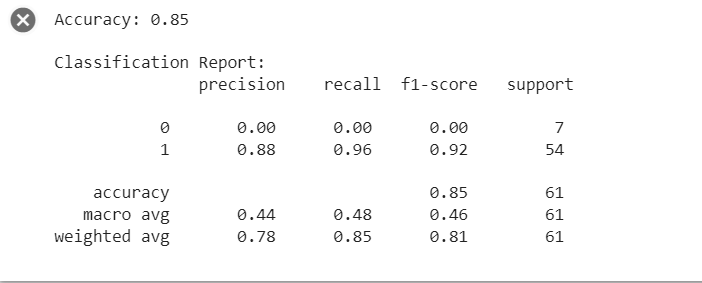 Accuracy: 0.85
Classification Report:
precision recall f1-score support
0 0.00 0.00 0.00 7
1 0.88 0.96 0.92 54
accuracy 0.85 61
macro avg 0.44 0.48 0.46 61
weighted avg 0.78 0.85 0.81 61